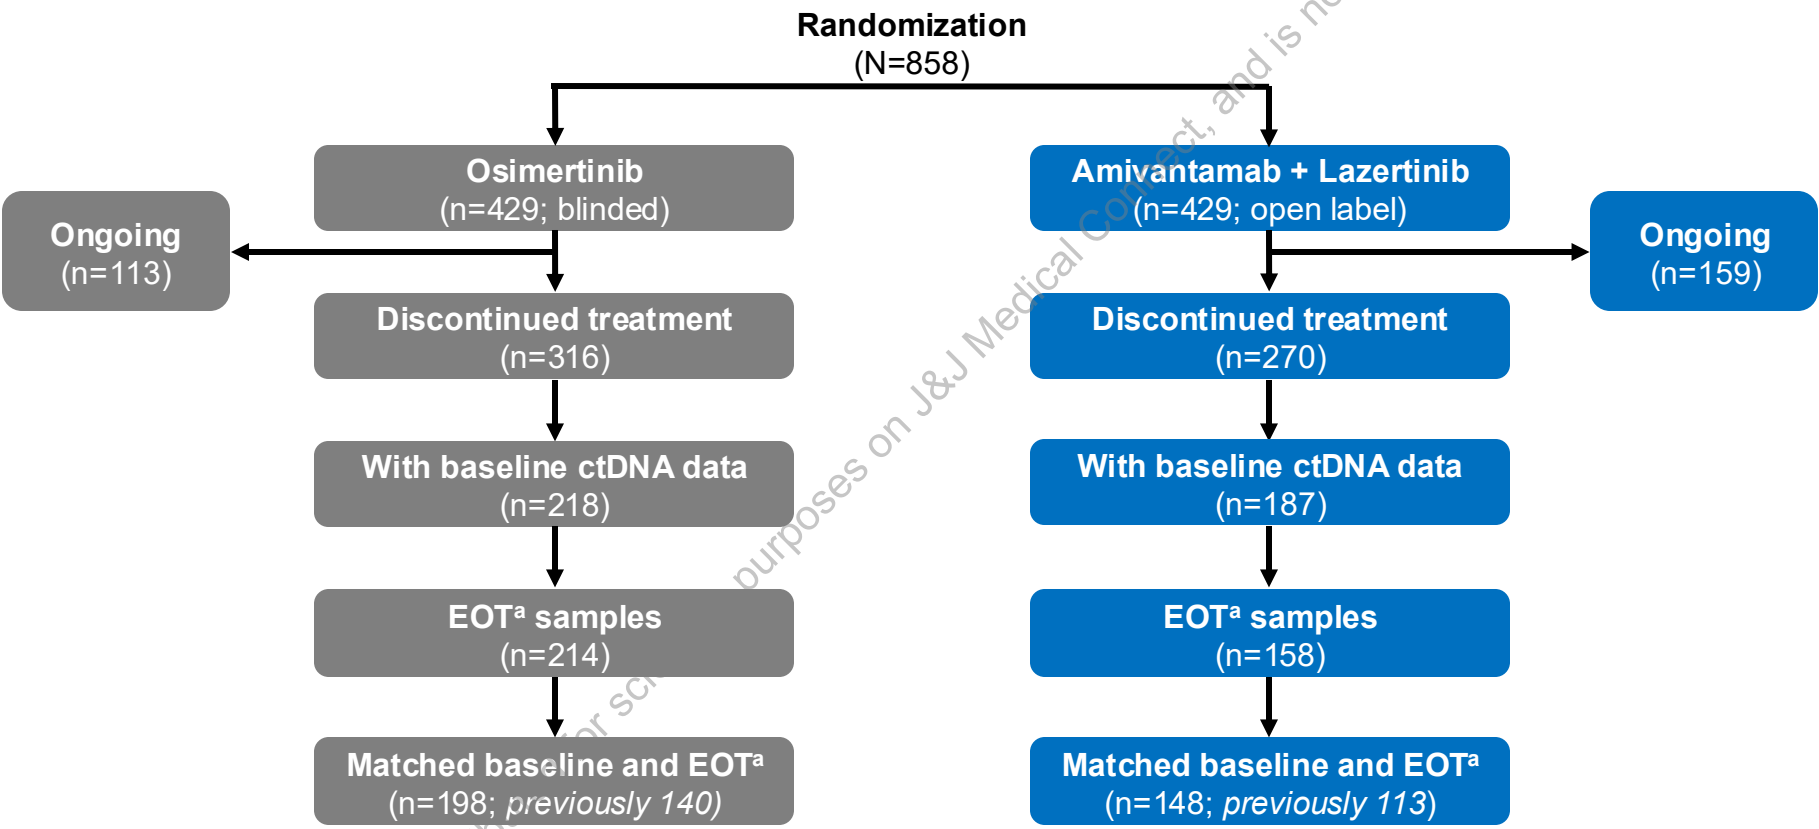 Randomization
(N=858)
Osimertinib
(n=429; blinded)
Amivantamab + Lazertinib
(n=429; open label)
Ongoing
(n=113)
Ongoing
(n=159)
Discontinued treatment
(n=316)
Discontinued treatment
(n=270)
With baseline ctDNA data
(n=218)
With baseline ctDNA data
(n=187)
EOTᵃ samples
(n=214)
EOTᵃ samples
(n=158)
Matched baseline and EOTᵃ
(n=198; previously 140)
Matched baseline and EOTᵃ
(n=148; previously 113)
purposes on J&J Medical Connect, and is